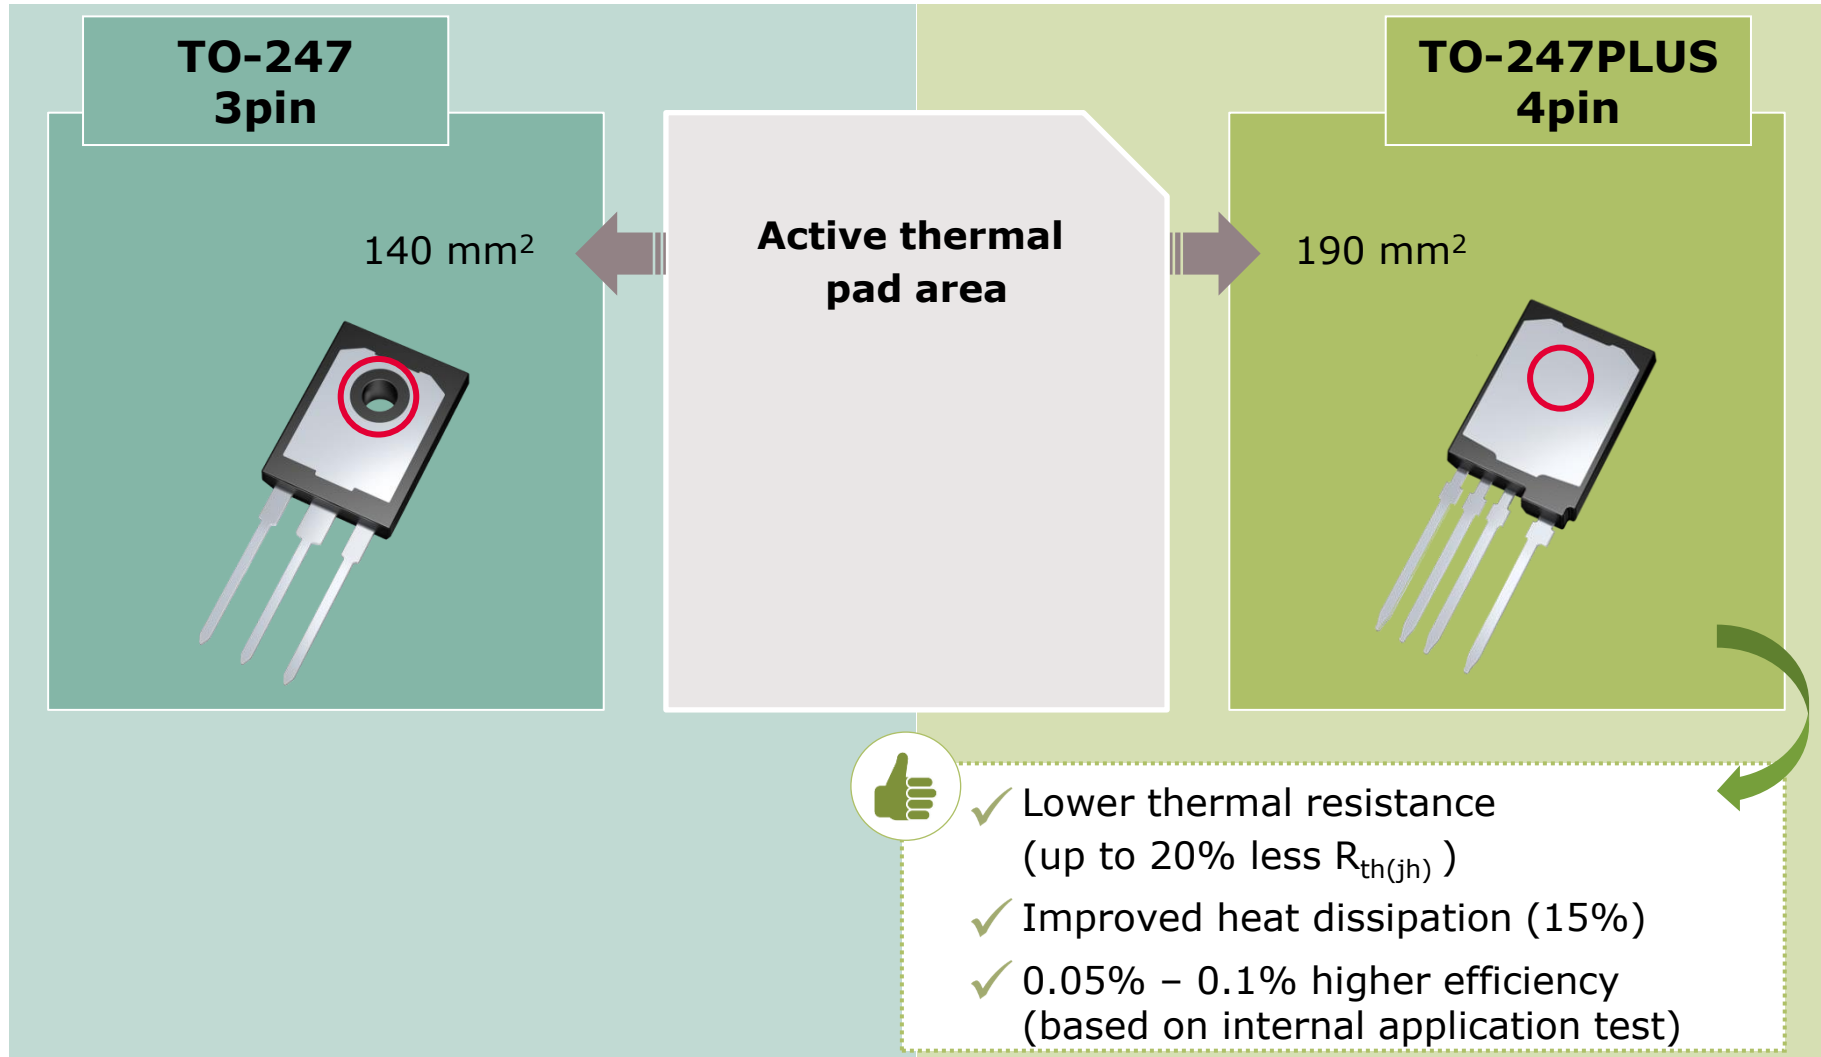 TO-247
3pin
TO-247PLUS
4pin
140 mm²
Active thermal
pad area
190 mm²
Lower thermal resistance
(up to 20% less Rth(jh) )
Improved heat dissipation (15%)
0.05% – 0.1% higher efficiency
(based on internal application test)